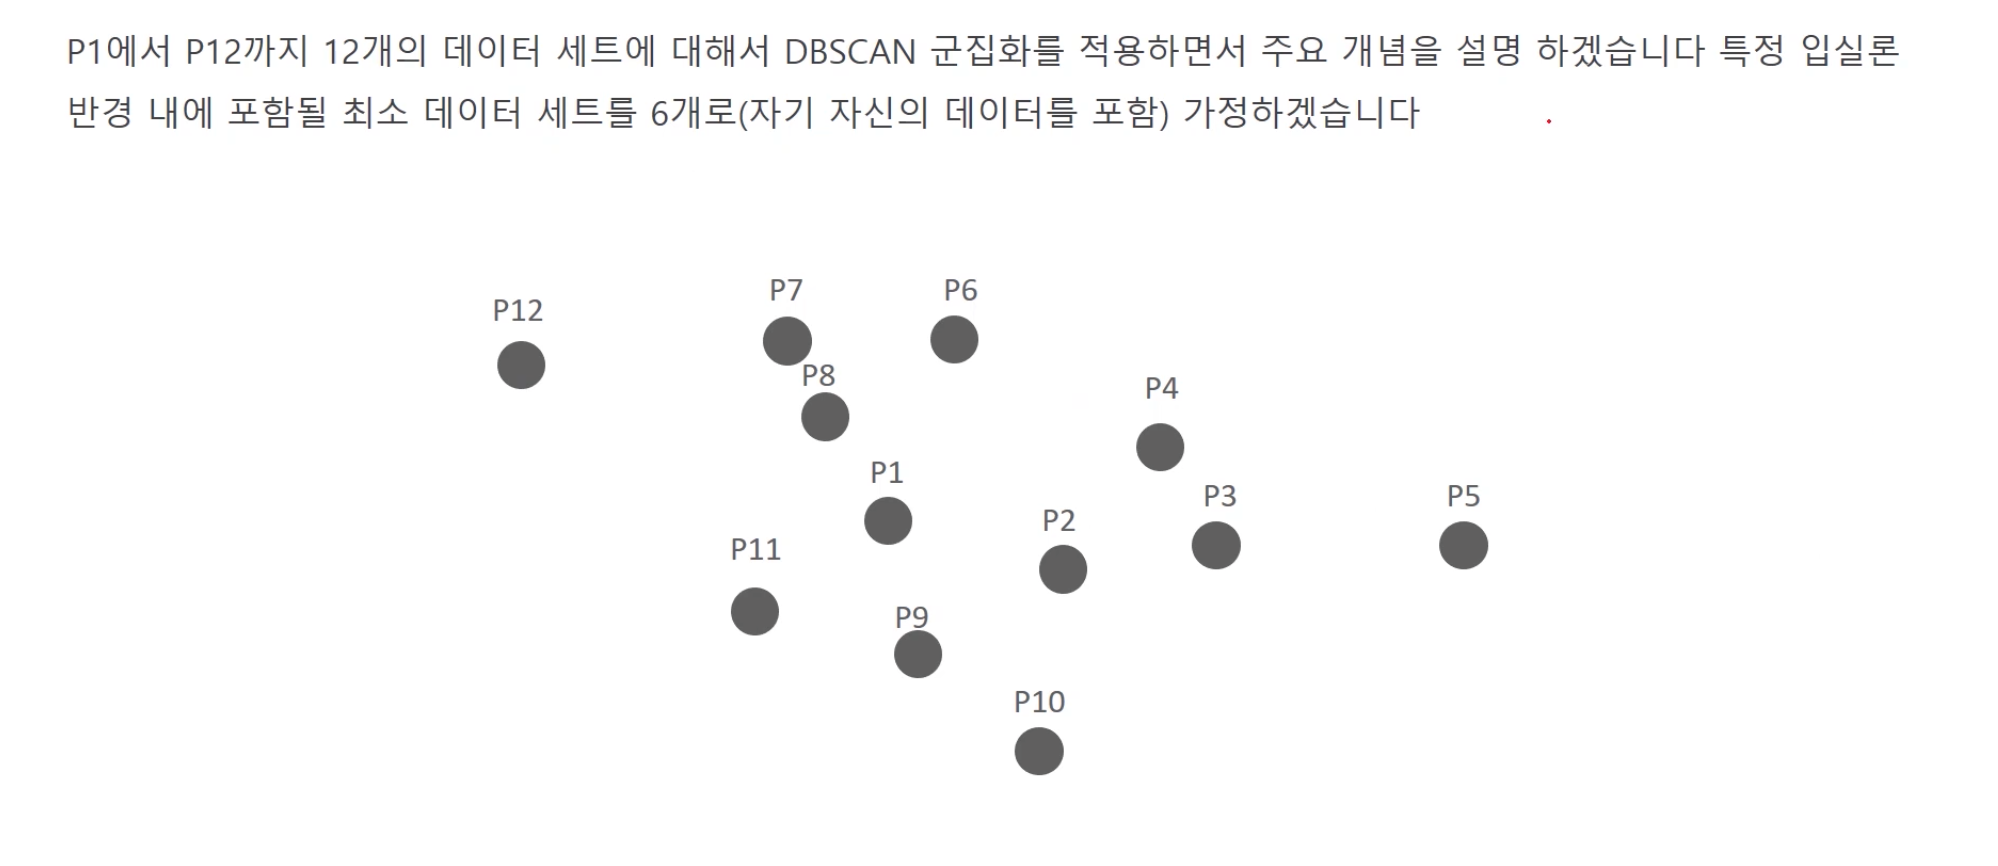 P1에서 P12까지 12개의 데이터 세트에 대해서 DBSCAN 군집화를 적용하면서 주요 개념을 설명 하겠습니다 특정 입실론
반경 내에 포함될 최소 데이터 세트를 6개로(자기 자신의 데이터를 포함) 가정하겠습니다
P7
P6
P12
P8
P4
P1
P3
P5
P2
P11
P9
P10